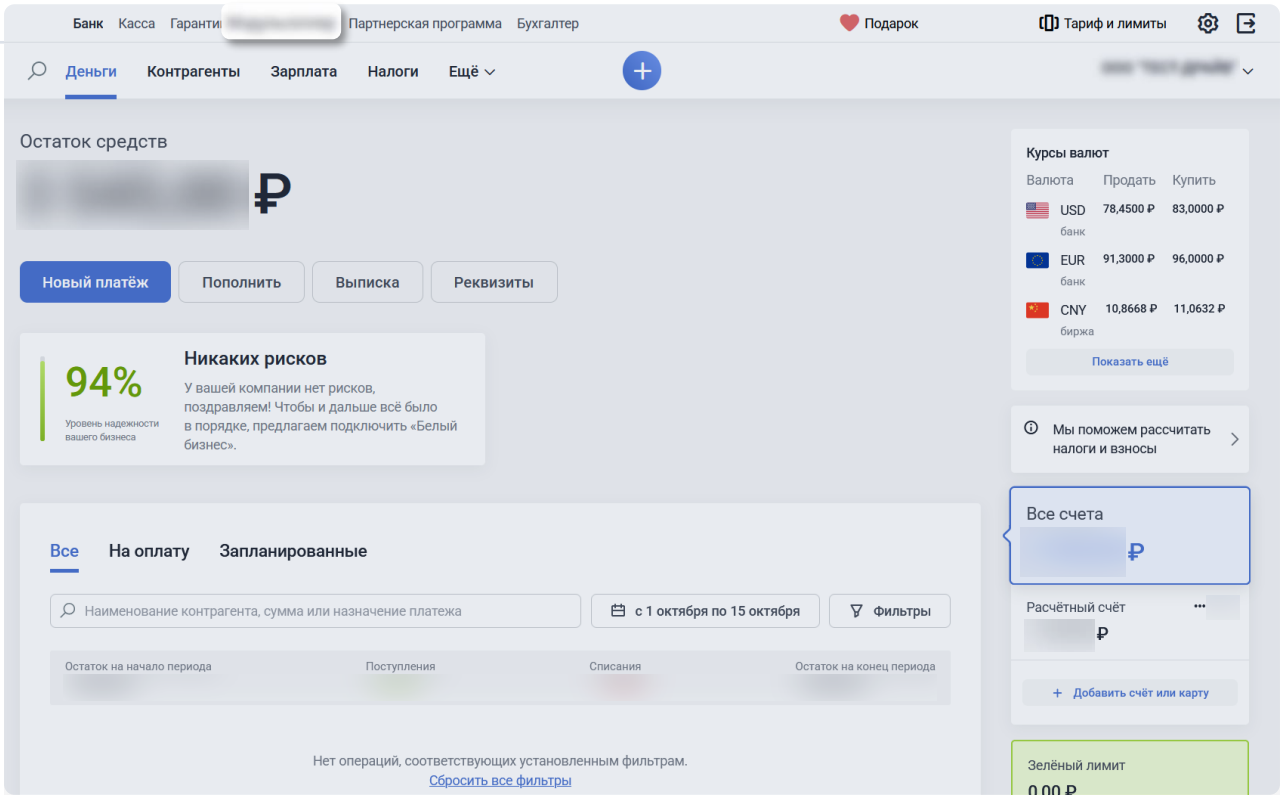 Банк Касса Гарантии Партнерская программа Бухгалтер Подарок Тариф и лимиты
Деньги Контрагенты Зарплата Налоги Ещё
Остаток средств
₽
Новый платёж Пополнить Выписка Реквизиты
94%
Уровень надежности
вашего бизнеса
Никаких рисков
У вашей компании нет рисков,
поздравляем! Чтобы и дальше всё было
в порядке, предлагаем подключить «Белый
бизнес».
Все На оплату Запланированные
Наименование контрагента, сумма или назначение платежа с 1 октября по 15 октября Фильтры
Остаток на начало периода Поступления Списания Остаток на конец периода
Нет операций, соответствующих установленным фильтрам.
Сбросить все фильтры
Курсы валют
Валюта Продать Купить
USD 78,4500 ₽ 83,0000 ₽
банк
EUR 91,3000 ₽ 96,0000 ₽
банк
CNY 10,8668 ₽ 11,0632 ₽
биржа
Показать ещё
Мы поможем рассчитать
налоги и взносы
Все счета
₽
Расчётный счёт •••
₽
+ Добавить счёт или карту
Зелёный лимит
0,00 ₽